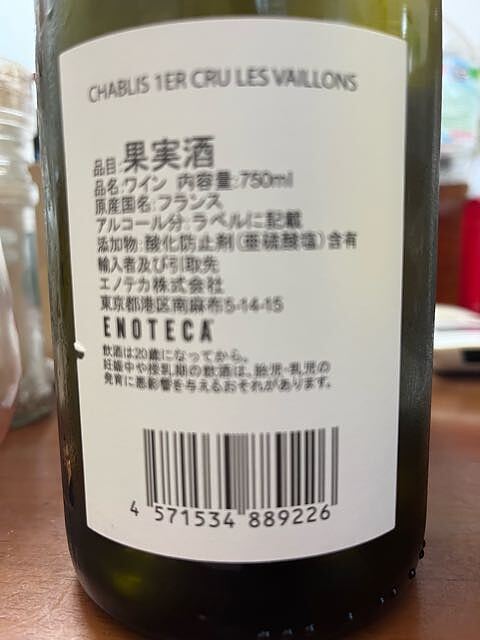 CHABLIS 1ER CRU LES VAILLONS
品目:果実酒
品名:ワイン 内容量:750ml
原産国名:フランス
アルコール分:ラベルに記載
添加物:酸化防止剤(亜硫酸塩)含有
輸入者及び引取先
エノテカ株式会社
東京都港区南麻布5-14-15
ENOTECA
飲酒は20歳になってから。
妊娠中や授乳期の飲酒は、胎児・乳児の
発育に悪影響を与えるおそれがあります。
4 571534 889226